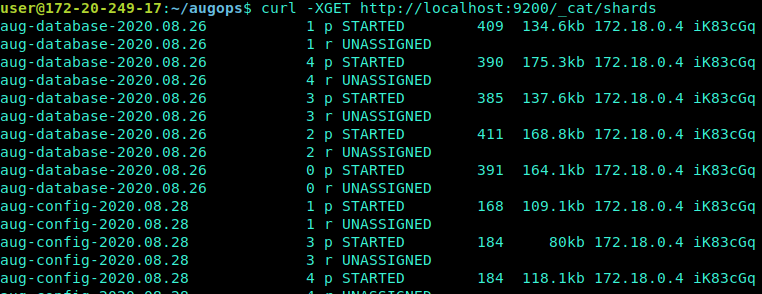 user@172-20-249-17:~/augops$ curl -XGET http://localhost:9200/_cat/shards
aug-database-2020.08.26 1 p STARTED 409 134.6kb 172.18.0.4 iK83cGq
aug-database-2020.08.26 1 r UNASSIGNED
aug-database-2020.08.26 4 p STARTED 390 175.3kb 172.18.0.4 iK83cGq
aug-database-2020.08.26 4 r UNASSIGNED
aug-database-2020.08.26 3 p STARTED 385 137.6kb 172.18.0.4 iK83cGq
aug-database-2020.08.26 3 r UNASSIGNED
aug-database-2020.08.26 2 p STARTED 411 168.8kb 172.18.0.4 iK83cGq
aug-database-2020.08.26 2 r UNASSIGNED
aug-database-2020.08.26 0 p STARTED 391 164.1kb 172.18.0.4 iK83cGq
aug-database-2020.08.26 0 r UNASSIGNED
aug-config-2020.08.28 1 p STARTED 168 109.1kb 172.18.0.4 iK83cGq
aug-config-2020.08.28 1 r UNASSIGNED
aug-config-2020.08.28 3 p STARTED 184 80kb 172.18.0.4 iK83cGq
aug-config-2020.08.28 3 r UNASSIGNED
aug-config-2020.08.28 4 p STARTED 184 118.1kb 172.18.0.4 iK83cGq
aug-config-2020.08.28 4 r UNASSIGNED